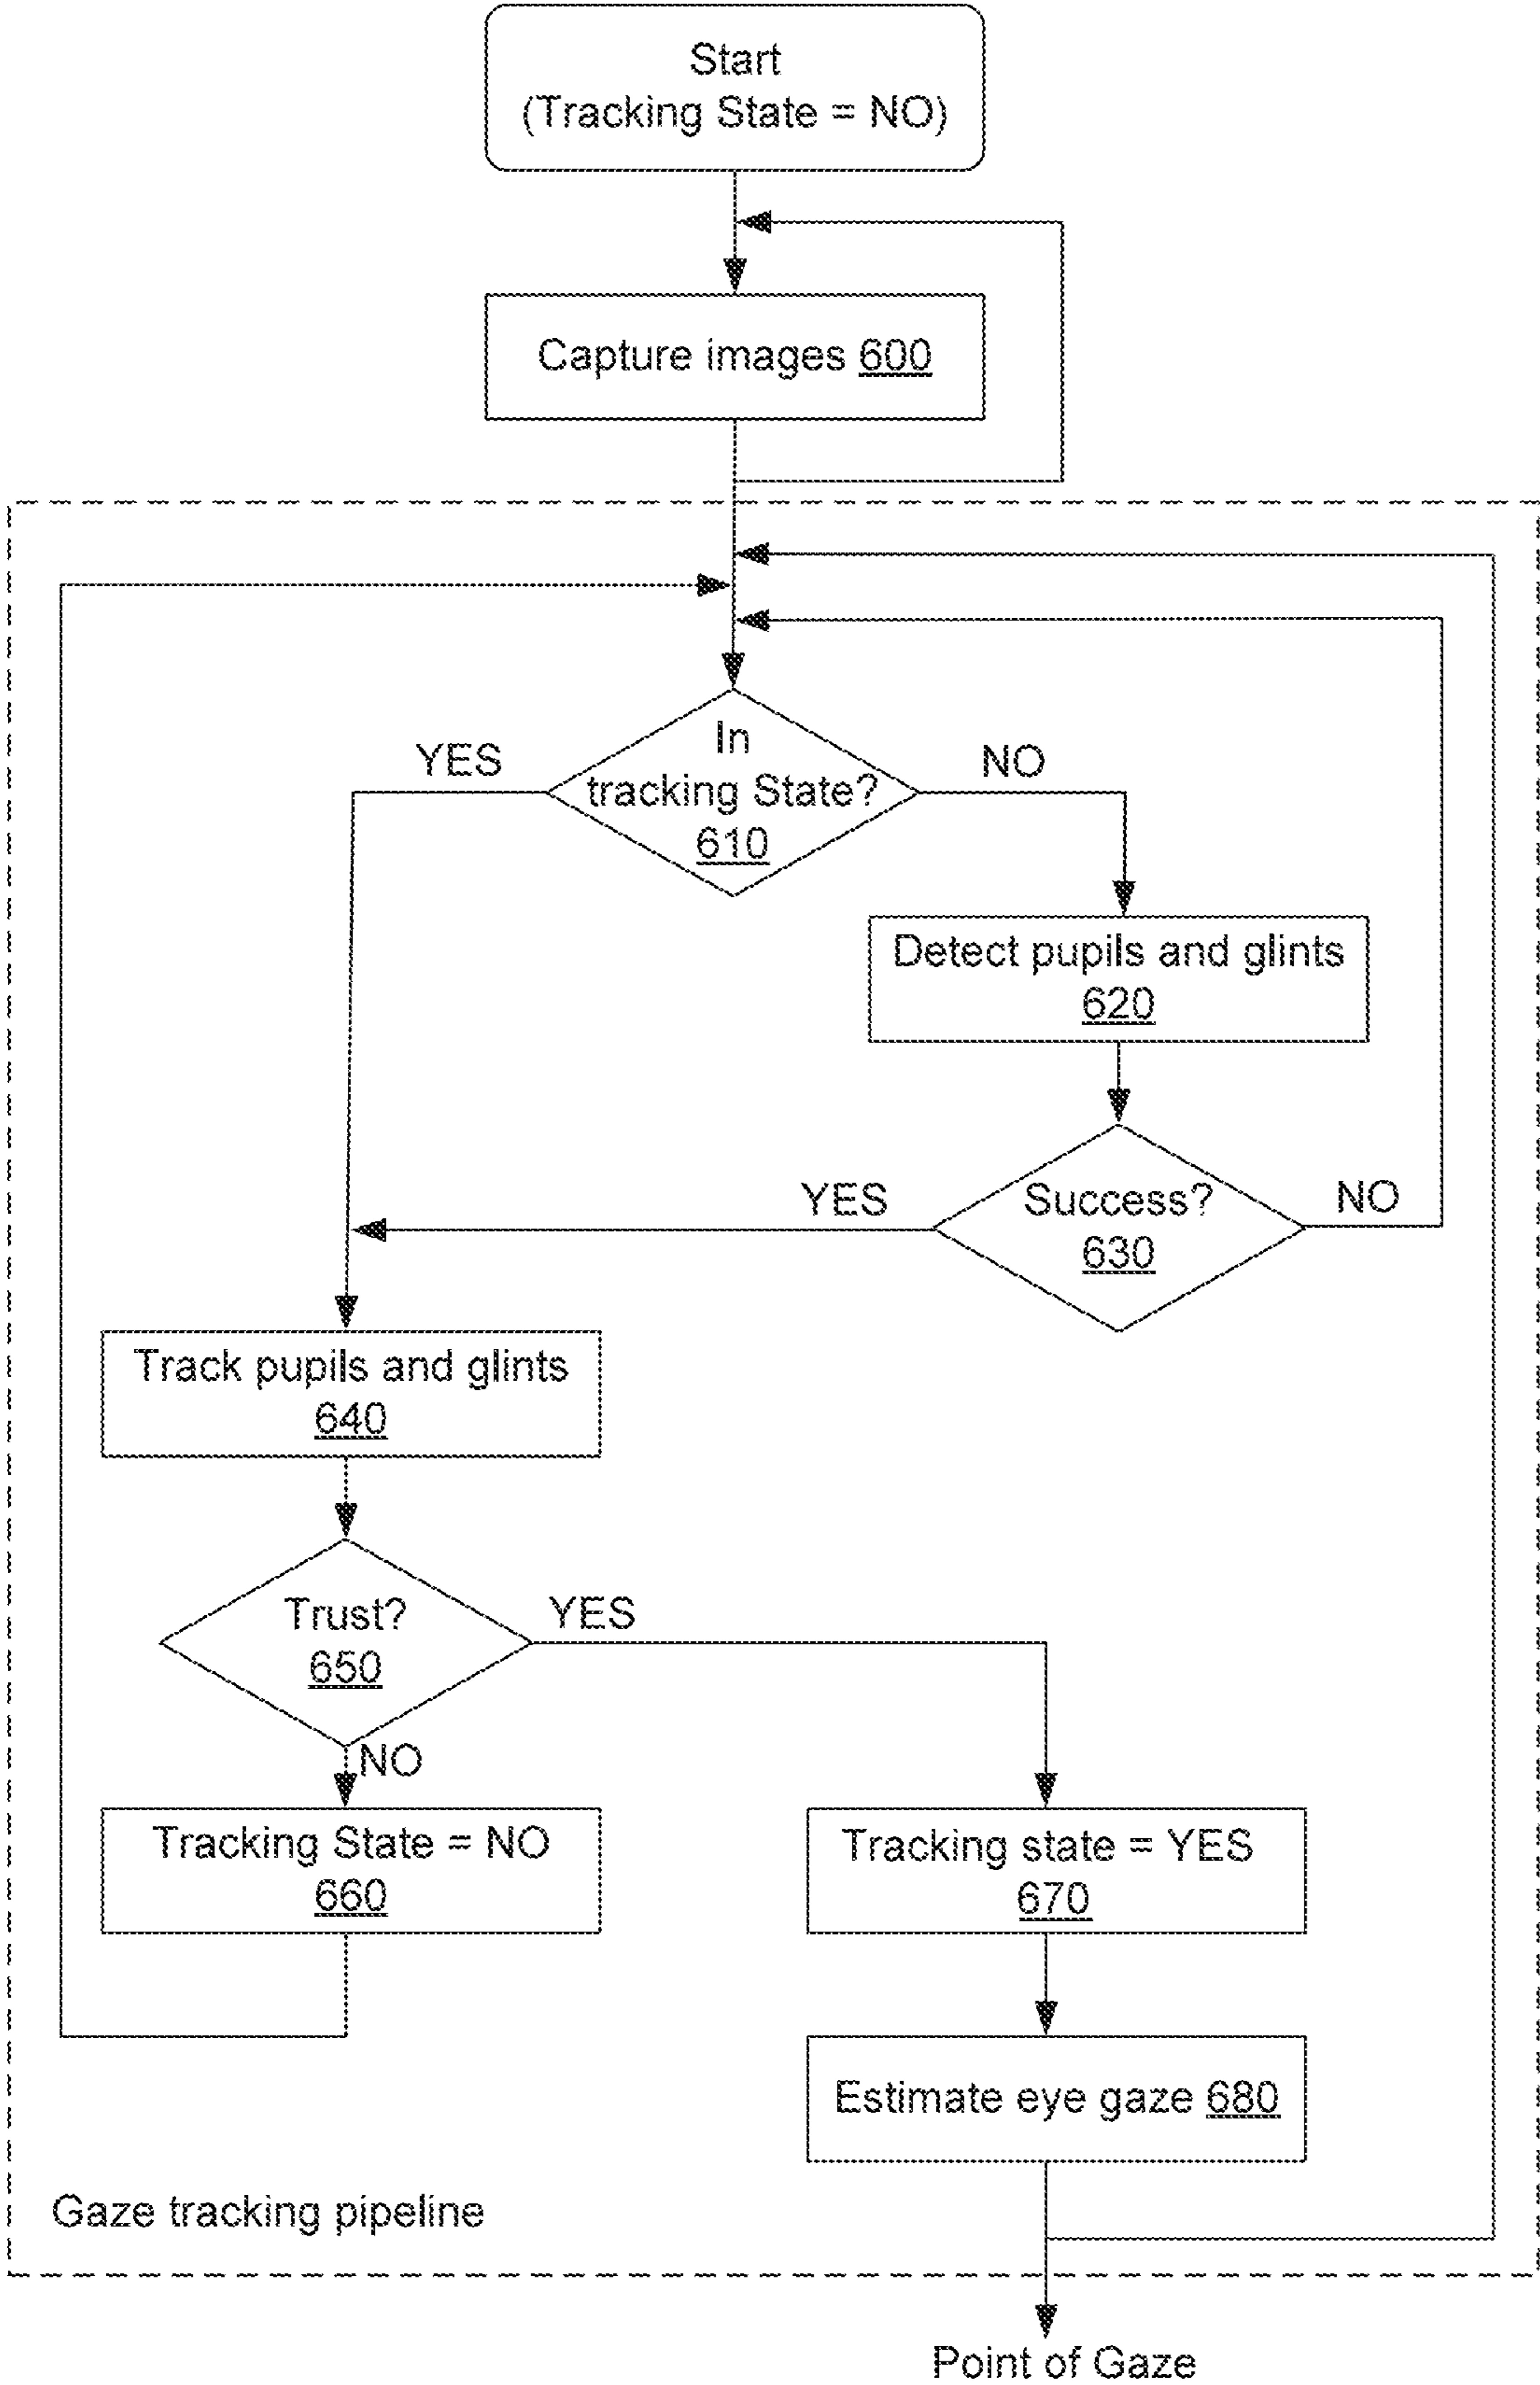 Start
(Tracking State = NO)
Capture images 600
In
tracking State?
610
YES
NO
Detect pupils and glints
620
Success?
630
YES
NO
Track pupils and glints
640
Trust?
650
YES
NO
Tracking State = NO
660
Tracking state = YES
670
Estimate eye gaze 680
Gaze tracking pipeline
Point of Gaze